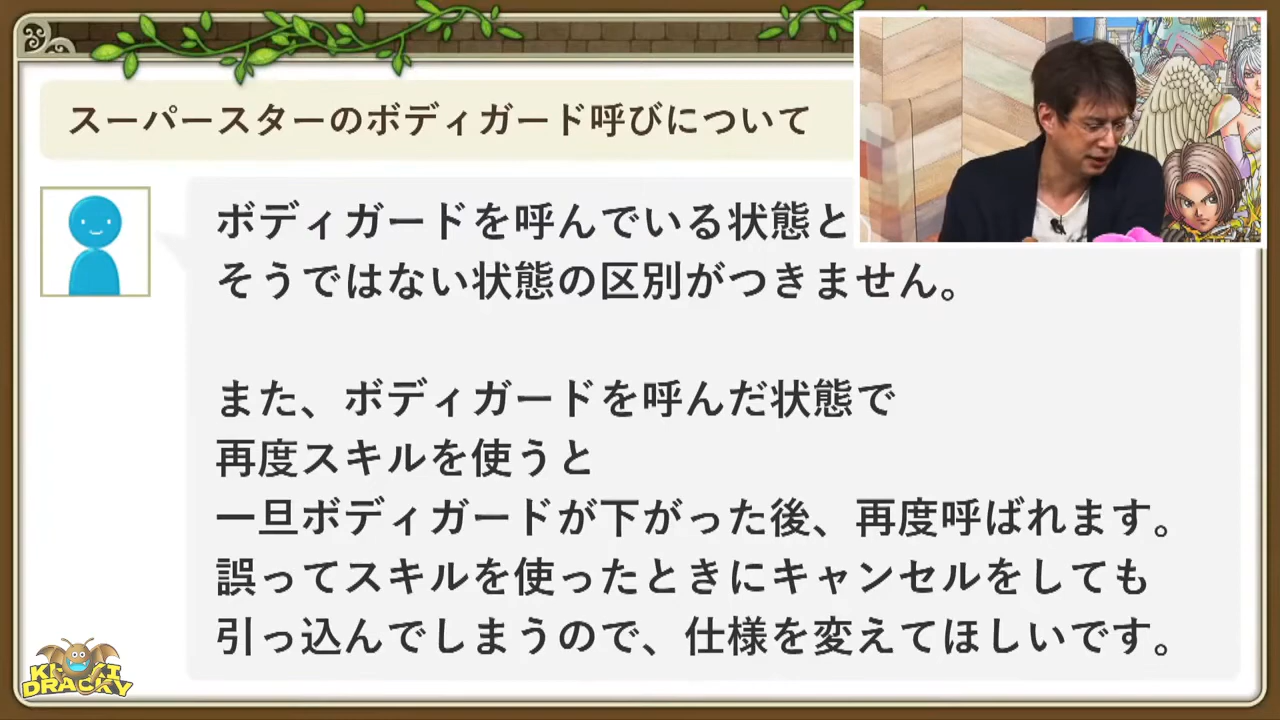 スーパースターのボディガード呼びについて
ボディガードを呼んでいる状態と
そうではない状態の区別がつきません。
また、ボディガードを呼んだ状態で
再度スキルを使うと
一旦ボディガードが下がった後、再度呼ばれます。
誤ってスキルを使ったときにキャンセルをしても
引っ込んでしまうので、仕様を変えてほしいです。
DRACKY